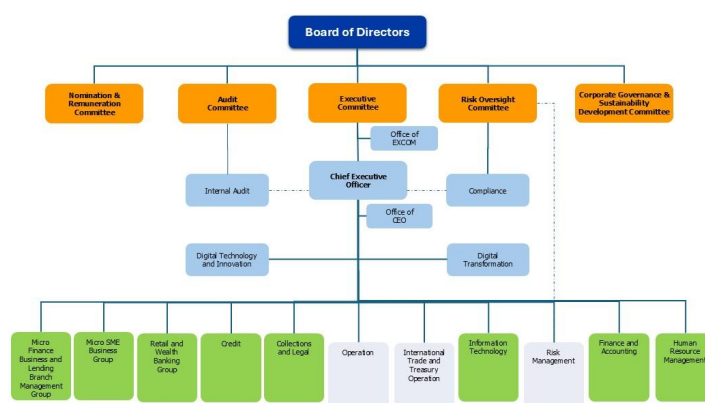 Board of Directors
Nomination &
Remuneration
Committee
Audit
Committee
Executive
Committee
Risk Oversight
Committee
Corporate Governance &
Sustainability
Development Committee
Office of
EXCOM
Internal Audit
Chief Executive
Officer
Compliance
Office of
CEO
Digital Technology
and Innovation
Digital
Transformation
Micro
Finance
Business and
Lending
Branch
Management
Group
Micro SME
Business
Group
Retail and
Wealth
Banking
Group
Credit
Collections
and Legal
Operation
International
Trade and
Treasury
Operation
Information
Technology
Risk
Management
Finance and
Accounting
Human
Resource
Management